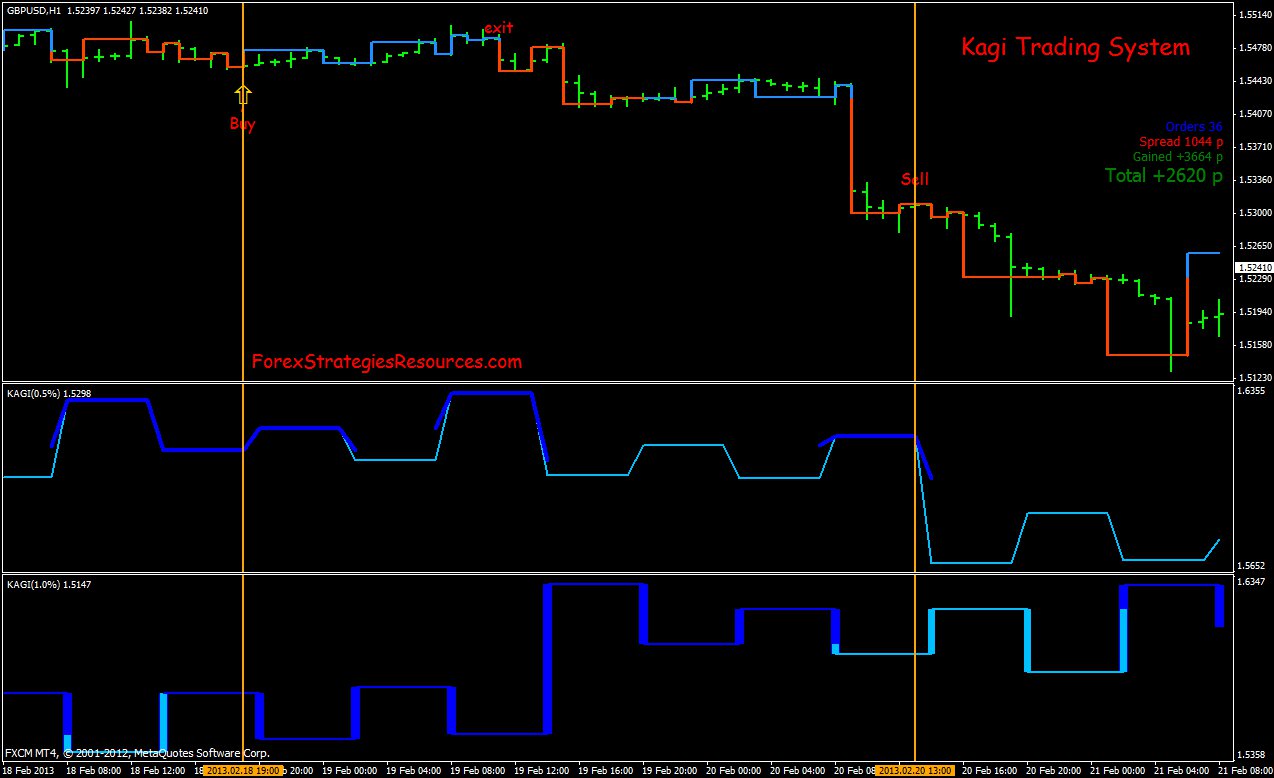 GBPUSD,H1 1.52397 1.52427 1.52382 1.52410
exit
Kagi Trading System
Buy
Orders 36
Spread 1044 p
Gained +3664 p
Total +2620 p
Sell
ForexStrategiesResources.com
1.55140
1.54780
1.54430
1.54070
1.53710
1.53360
1.53000
1.52650
1.52410
1.52290
1.51940
1.51580
1.51230
KAGI(0.5%) 1.5298
1.6355
1.5652
KAGI(1.0%) 1.5147
1.6347
1.5358
FXCM MT4, © 2001-2012, MetaQuotes Software Corp.
18 Feb 2013 18 Feb 08:00 18 Feb 12:00 18 2013.02.18 19:00 20:00 19 Feb 00:00 19 Feb 04:00 19 Feb 08:00 19 Feb 12:00 19 Feb 16:00 19 Feb 20:00 20 Feb 00:00 20 Feb 04:00 20 Feb 08 2013.02.20 13:00 20 Feb 16:00 20 Feb 20:00 21 Feb 00:00 21 Feb 04:00 21 Feb 08:00